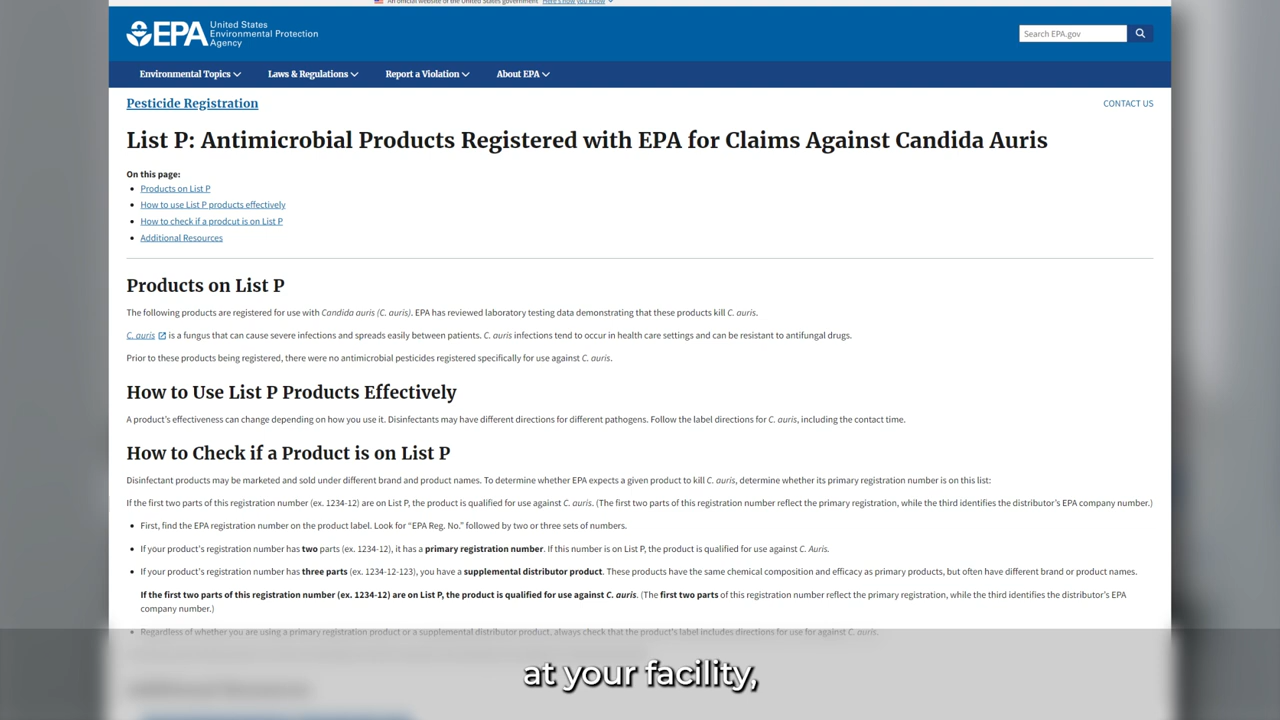 An official website of the United States government Here's how you know
EPA United States
Environmental Protection
Agency
Search EPA.gov
Environmental Topics Laws & Regulations Report a Violation About EPA
Pesticide Registration
CONTACT US
List P: Antimicrobial Products Registered with EPA for Claims Against Candida Auris
On this page:
• Products on List P
• How to use List P products effectively
• How to check if a prodcut is on List P
• Additional Resources
Products on List P
The following products are registered for use with Candida auris (C. auris). EPA has reviewed laboratory testing data demonstrating that these products kill C. auris.
C. auris is a fungus that can cause severe infections and spreads easily between patients. C. auris infections tend to occur in health care settings and can be resistant to antifungal drugs.
Prior to these products being registered, there were no antimicrobial pesticides registered specifically for use against C. auris.
How to Use List P Products Effectively
A product's effectiveness can change depending on how you use it. Disinfectants may have different directions for different pathogens. Follow the label directions for C. auris, including the contact time.
How to Check if a Product is on List P
Disinfectant products may be marketed and sold under different brand and product names. To determine whether EPA expects a given product to kill C. auris, determine whether its primary registration number is on this list:
If the first two parts of this registration number (ex. 1234-12) are on List P, the product is qualified for use against C. auris. (The first two parts of this registration number reflect the primary registration, while the third identifies the distributor's EPA company number.)
• First, find the EPA registration number on the product label. Look for “EPA Reg. No.” followed by two or three sets of numbers.
• If your product's registration number has two parts (ex. 1234-12), it has a primary registration number. If this number is on List P, the product is qualified for use against C. Auris.
• If your product's registration number has three parts (ex. 1234-12-123), you have a supplemental distributor product. These products have the same chemical composition and efficacy as primary products, but often have different brand or product names.
If the first two parts of this registration number (ex. 1234-12) are on List P, the product is qualified for use against C. auris. (The first two parts of this registration number reflect the primary registration, while the third identifies the distributor's EPA
company number.)
• Regardless of whether you are using a primary registration product or a supplemental distributor product, always check that the product's label includes directions for use for against C. auris.
Additional Resources
at your facility,